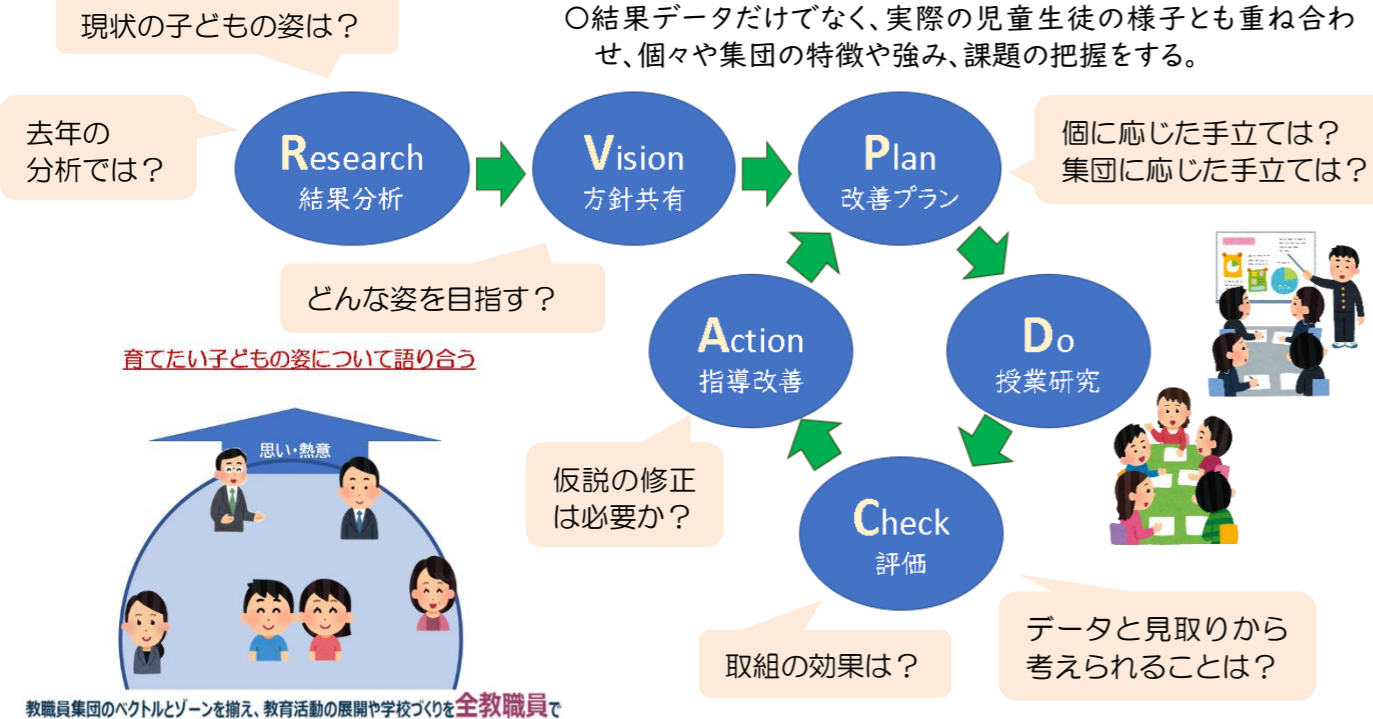 現状の子どもの姿は？
〇結果データだけでなく、実際の児童生徒の様子とも重ね合わ
せ、個々や集団の特徴や強み、課題の把握をする。
去年の
分析では？
Research
結果分析
Vision
方針共有
Plan
改善プラン
個に応じた手立ては？
集団に応じた手立ては？
どんな姿を目指す？
Action
指導改善
Do
授業研究
育てたい子どもの姿について語り合う
思い・熱意
仮説の修正
は必要か？
Check
評価
取組の効果は？
データと見取りから
考えられることは？
教職員集団のベクトルとゾーンを揃え、教育活動の展開や学校づくりを全教職員で